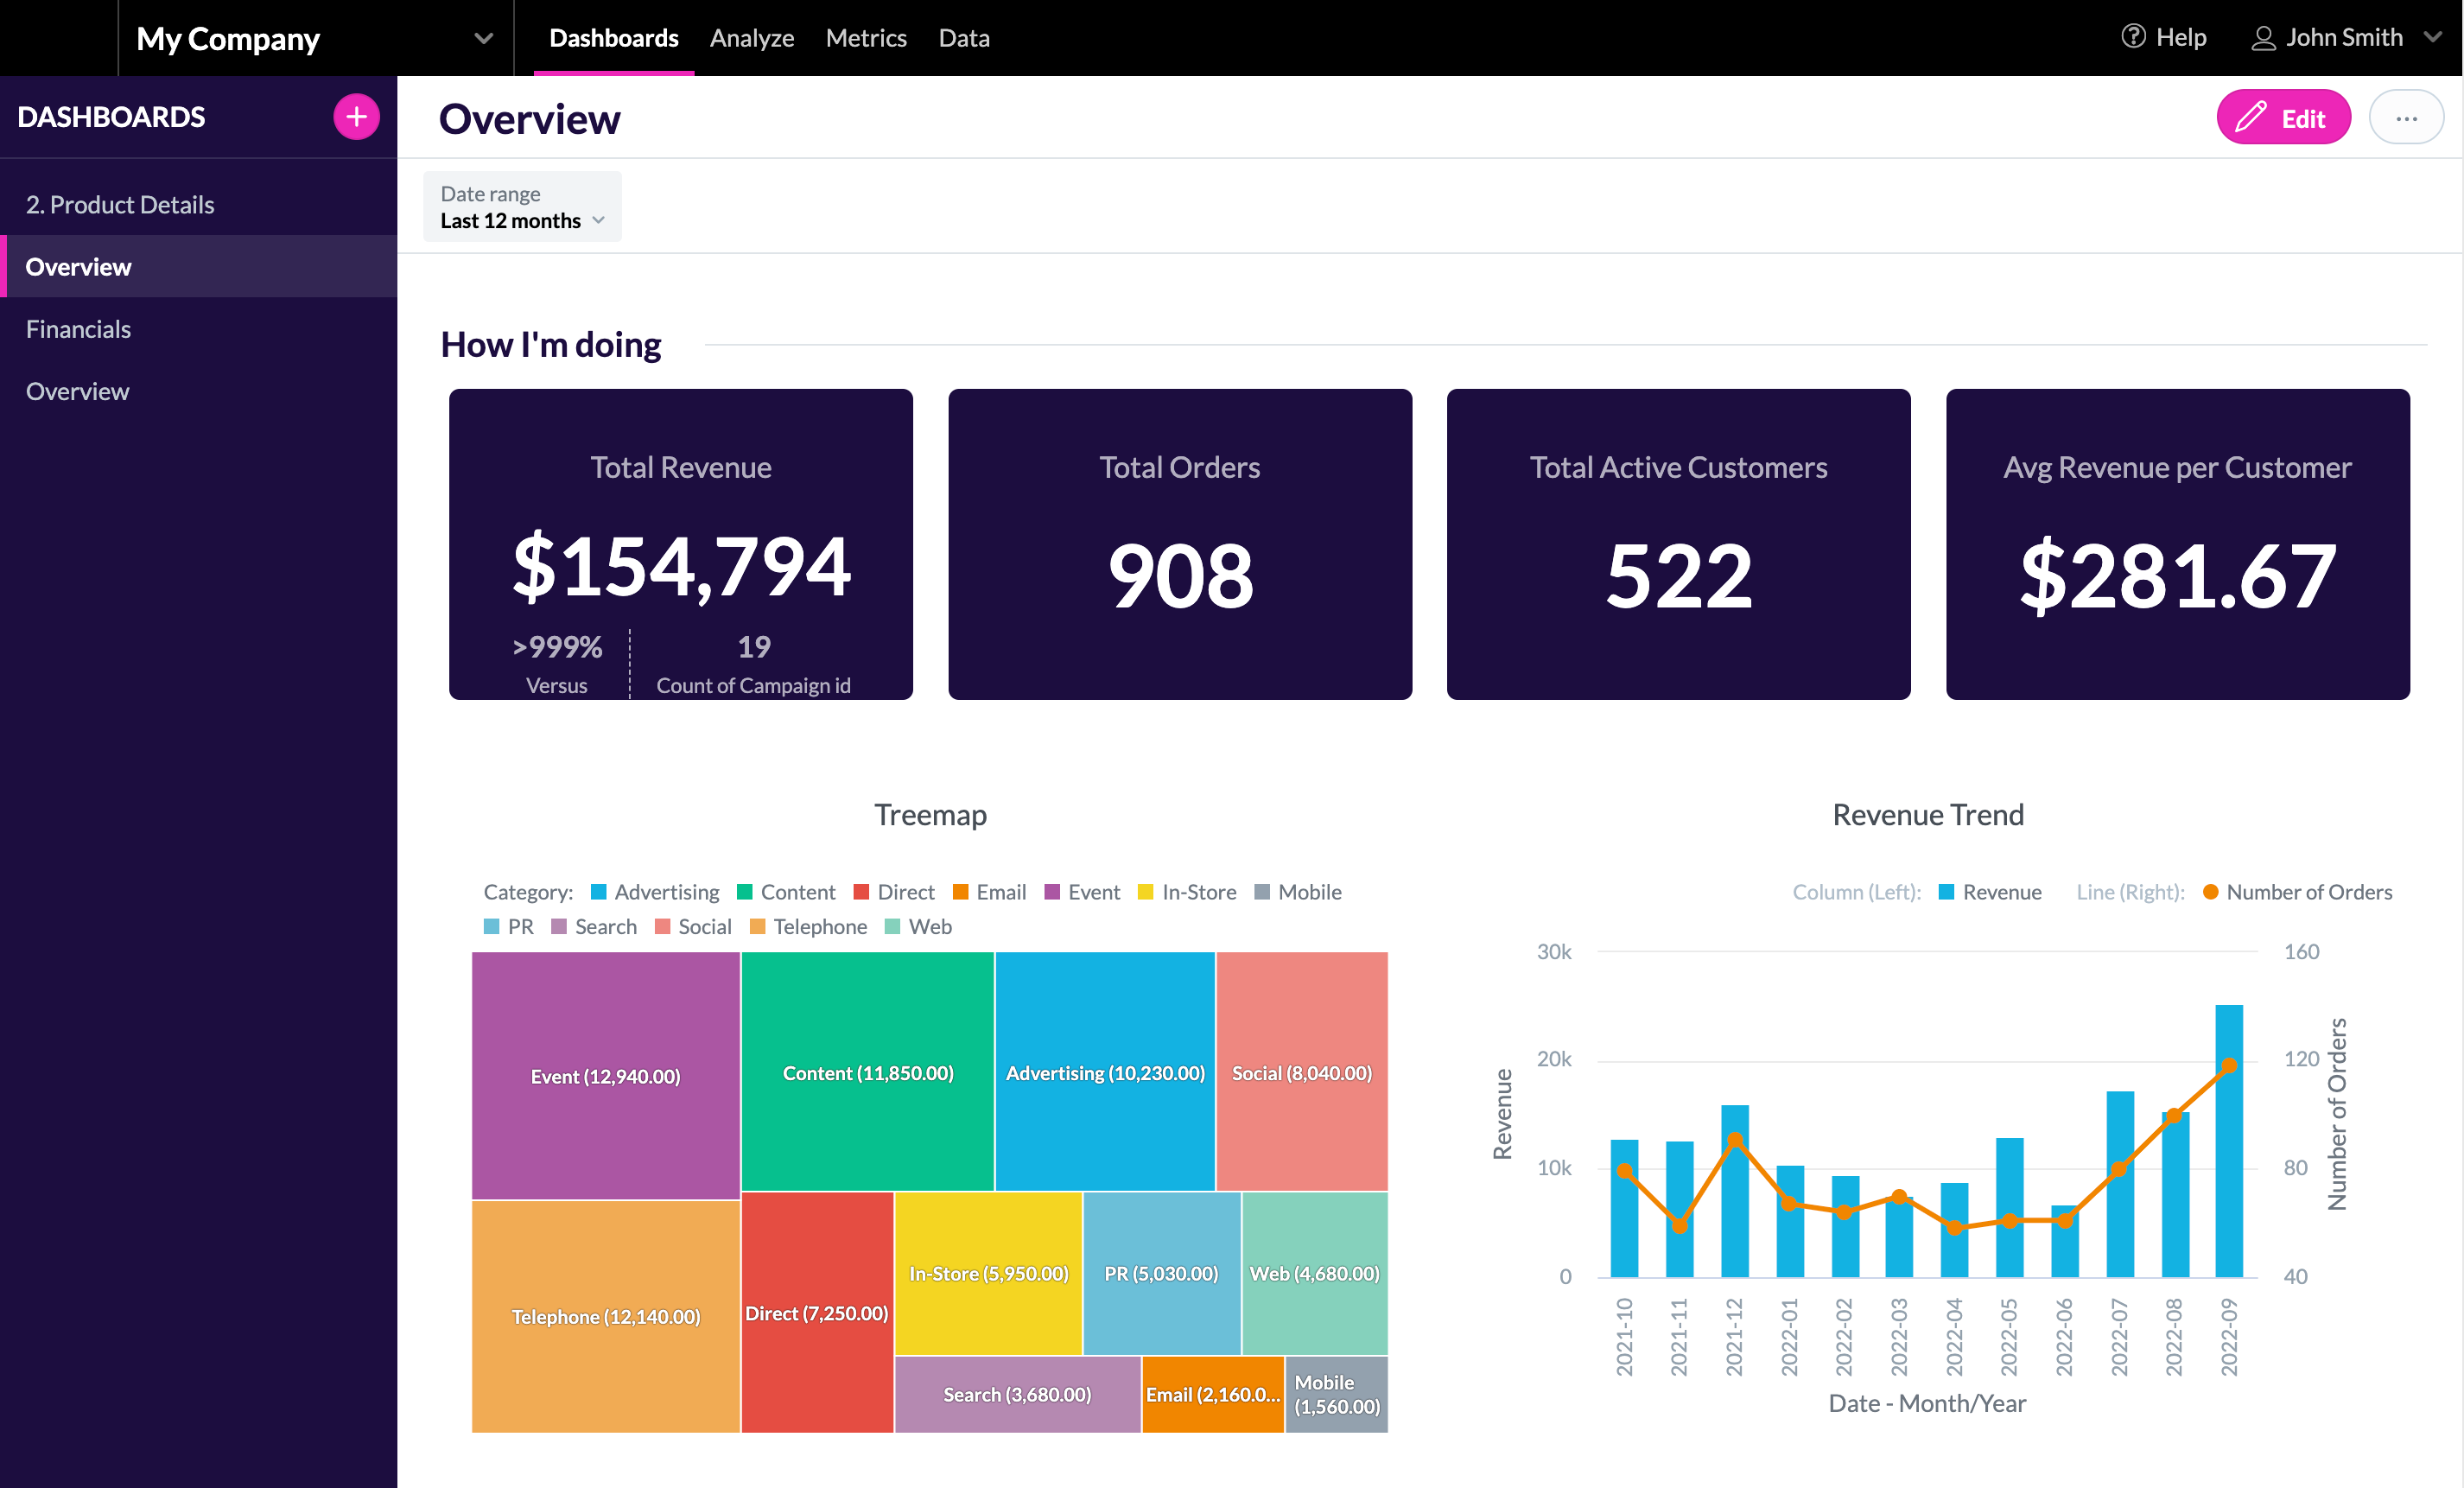 My Company
Dashboards Analyze Metrics Data
Help John Smith
DASHBOARDS
2. Product Details
Overview
Financials
Overview
Overview
Edit
Date range
Last 12 months
How I'm doing
Total Revenue
$154,794
>999%
Versus
19
Count of Campaign id
Total Orders
908
Total Active Customers
522
Avg Revenue per Customer
$281.67
Treemap
Category: Advertising Content Direct Email Event In-Store Mobile
PR Search Social Telephone Web
Event (12,940.00)
Content (11,850.00)
Advertising (10,230.00)
Social (8,040.00)
Telephone (12,140.00)
Direct (7,250.00)
In-Store (5,950.00)
PR (5,030.00)
Web (4,680.00)
Search (3,680.00)
Email (2,160.0...
Mobile
(1,560.00)
Revenue Trend
Column (Left): Revenue Line (Right): Number of Orders
30k
20k
10k
0
Revenue
160
120
80
40
Number of Orders
2021-10
2021-11
2021-12
2022-01
2022-02
2022-03
2022-04
2022-05
2022-06
2022-07
2022-08
2022-09
Date - Month/Year